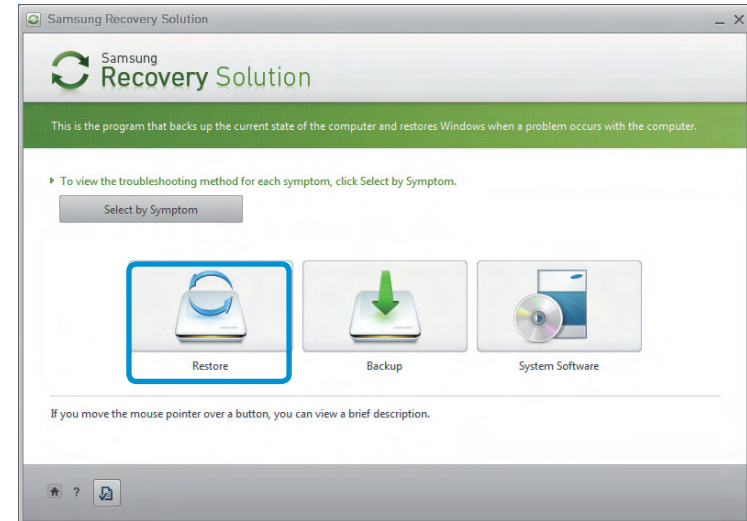 Samsung Recovery Solution
Samsung
Recovery Solution
This is the program that backs up the current state of the computer and restores Windows when a problem occurs with the computer.
To view the troubleshooting method for each symptom, click Select by Symptom.
Select by Symptom
Restore Backup System Software
If you move the mouse pointer over a button, you can view a brief description.
?